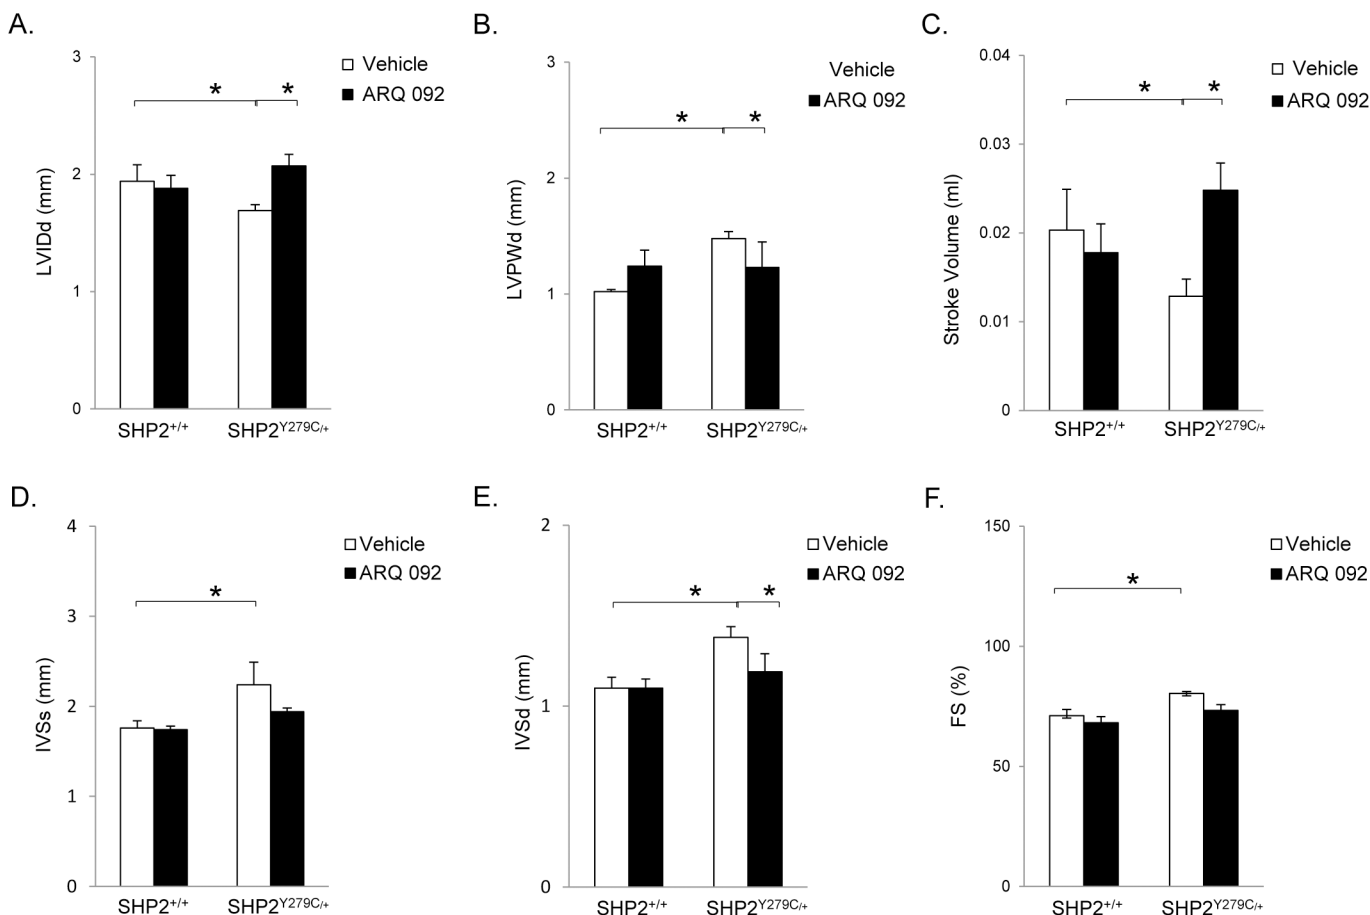 A.
3
2
1
0
LVIDd (mm)
Vehicle
ARQ 092
*
*
SHP2+/+
SHP2Y279C/+
B.
3
2
1
0
LVPWd (mm)
Vehicle
ARQ 092
*
*
SHP2+/+
SHP2Y279C/+
C.
0.04
0.03
0.02
0.01
0
Stroke Volume (ml)
Vehicle
ARQ 092
*
*
SHP2+/+
SHP2Y279C/+
D.
4
3
2
1
0
IVSs (mm)
Vehicle
ARQ 092
*
SHP2+/+
SHP2Y279C/+
E.
2
1
0
IVSd (mm)
Vehicle
ARQ 092
*
*
SHP2+/+
SHP2Y279C/+
F.
150
100
50
0
FS (%)
Vehicle
ARQ 092
*
SHP2+/+
SHP2Y279C/+